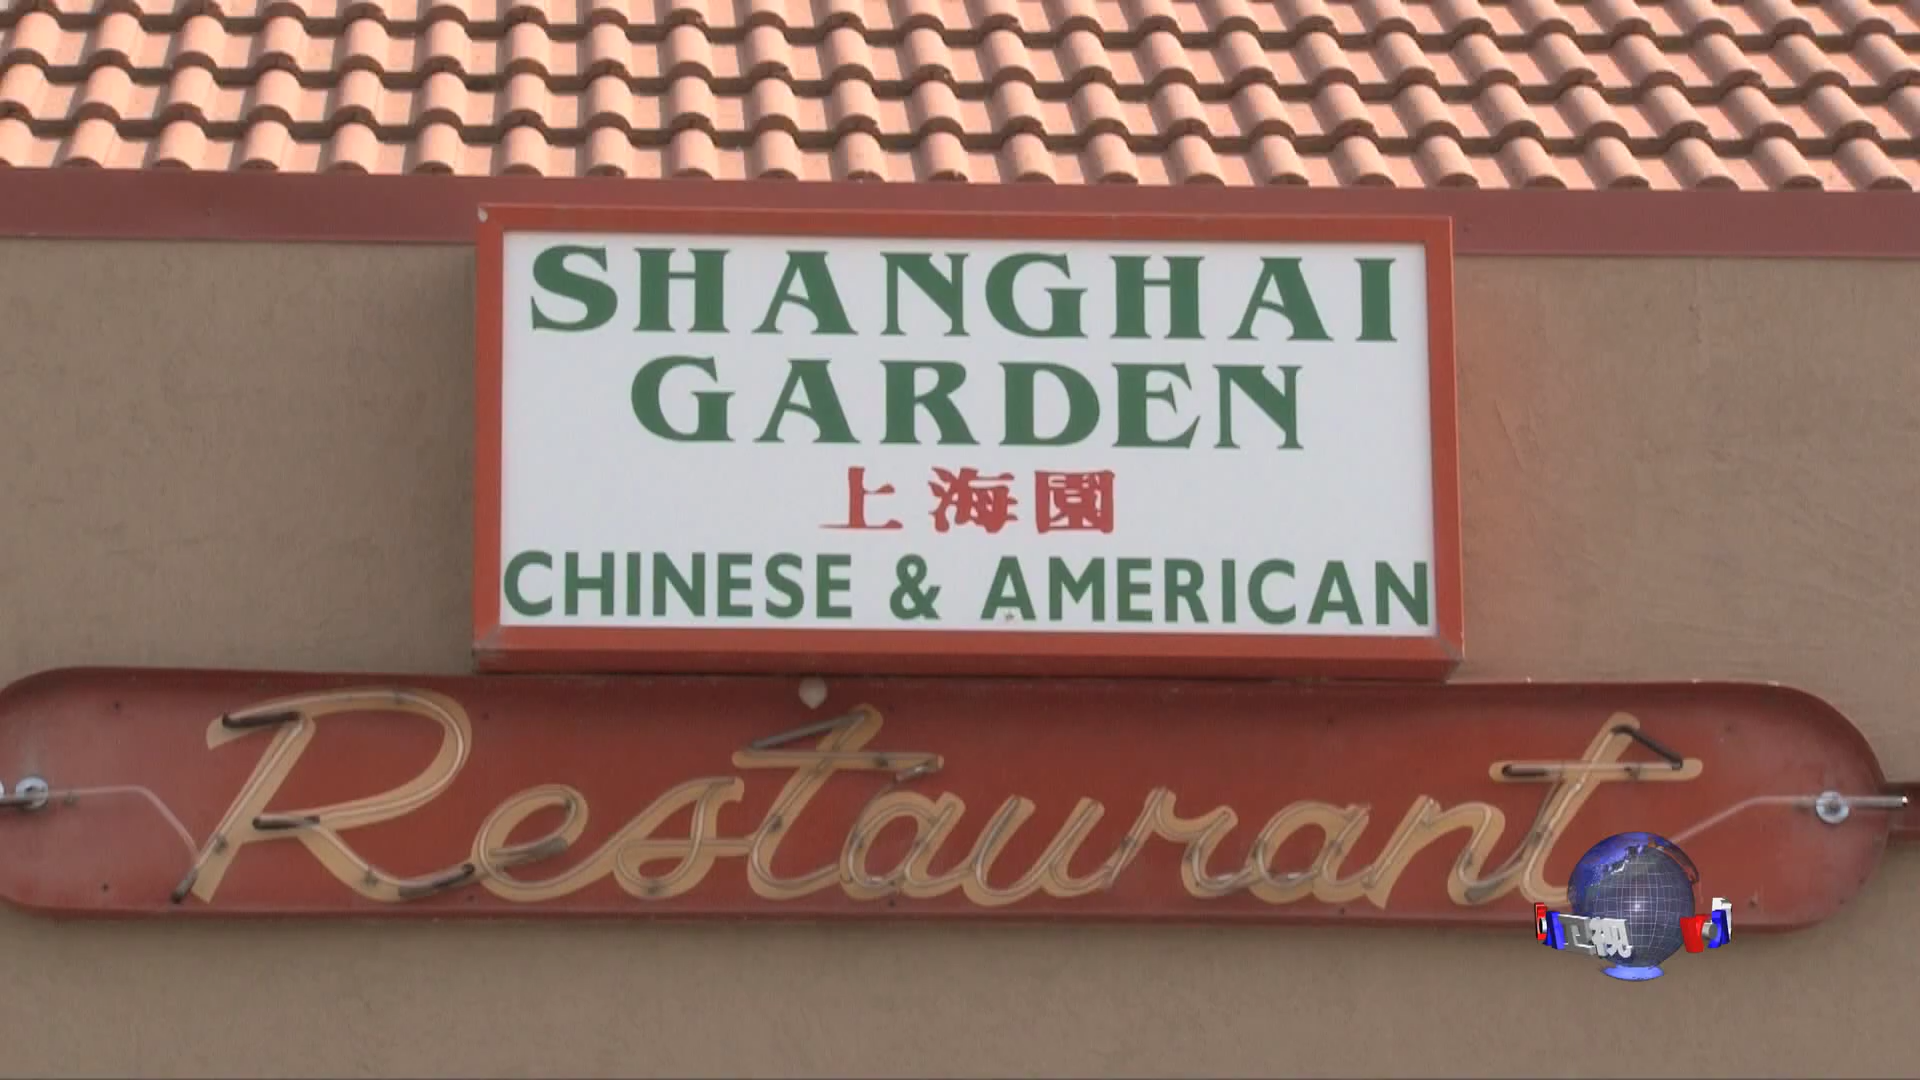 SHANGHAI
GARDEN
上海園
CHINESE & AMERICAN
Restaurant